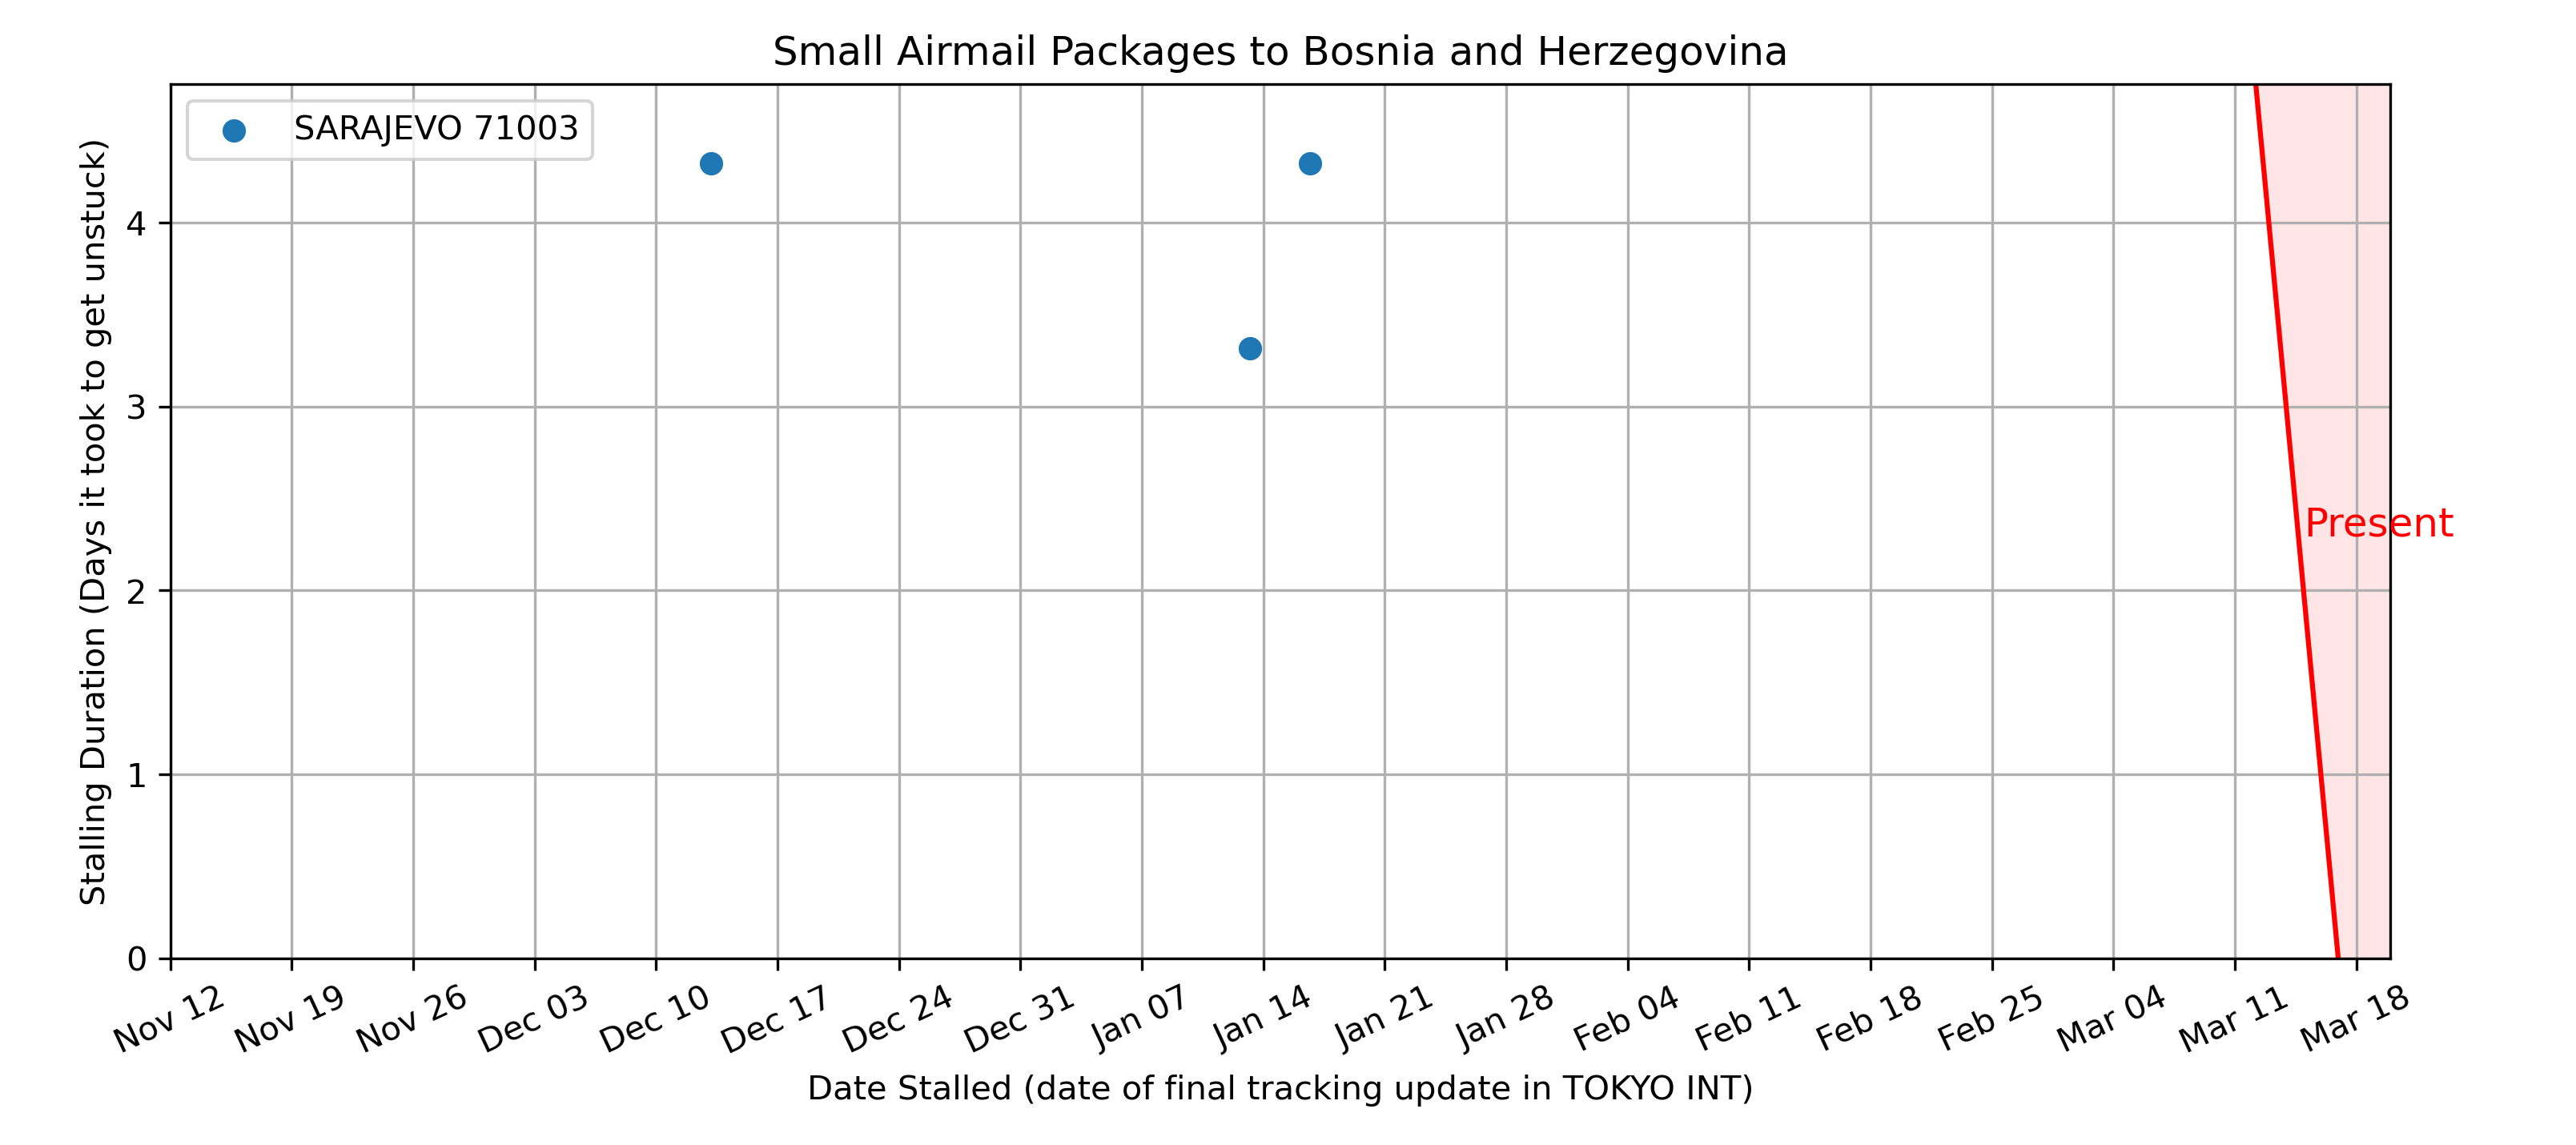 Small Airmail Packages to Bosnia and Herzegovina
SARAJEVO 71003
Stalling Duration (Days it took to get unstuck)
4
3
2
1
0
Present
Nov 12
Nov 19
Nov 26
Dec 03
Dec 10
Dec 17
Dec 24
Dec 31
Jan 07
Jan 14
Jan 21
Jan 28
Feb 04
Feb 11
Feb 18
Feb 25
Mar 04
Mar 11
Mar 18
Date Stalled (date of final tracking update in TOKYO INT)